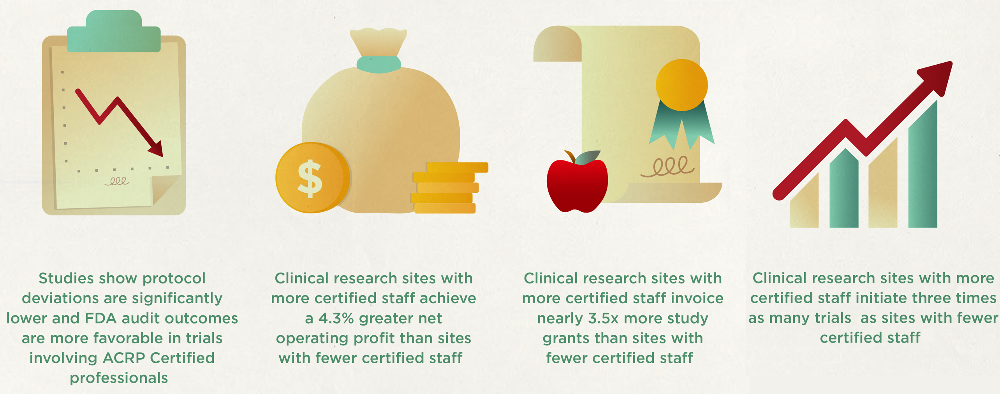 $
Studies show protocol
deviations are significantly
lower and FDA audit outcomes
are more favorable in trials
involving ACRP Certified
professionals
Clinical research sites with
more certified staff achieve
a 4.3% greater net
operating profit than sites
with fewer certified staff
Clinical research sites with
more certified staff invoice
nearly 3.5x more study
grants than sites with
fewer certified staff
Clinical research sites with more
certified staff initiate three times
as many trials  as sites with fewer
certified staff